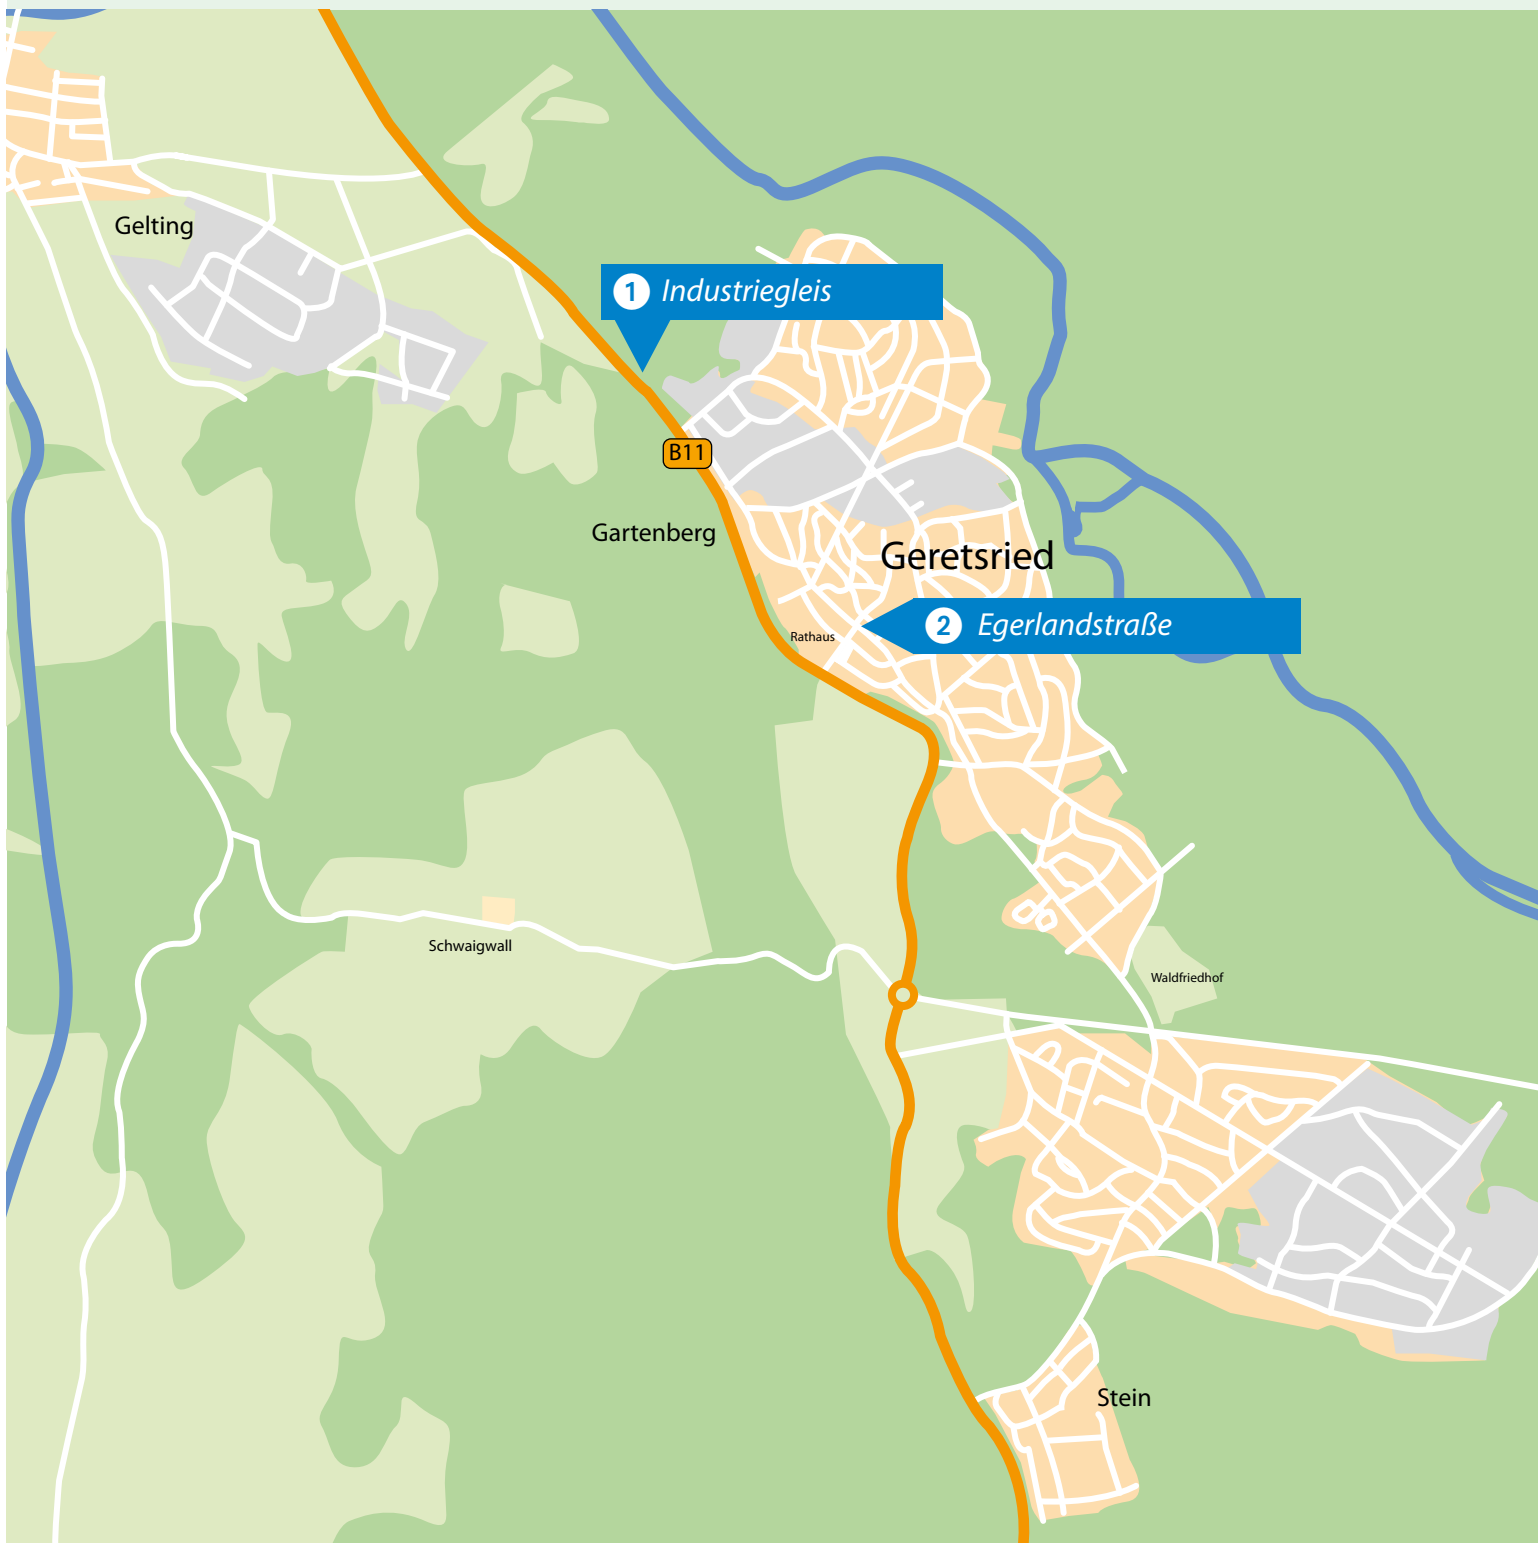 Gelting
1 Industriegleis
B11
Gartenberg
Geretsried
2 Egerlandstraße
Rathaus
Schwaigwall
Waldfriedhof
Stein